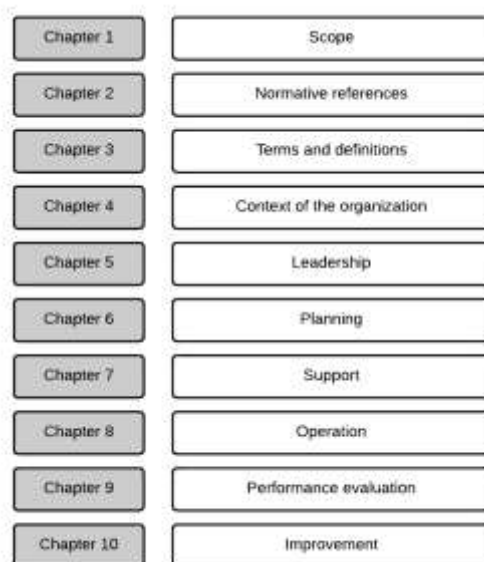 Chapter 1 Scope
Chapter 2 Normative references
Chapter 3 Terms and definitions
Chapter 4 Context of the organization
Chapter 5 Leadership
Chapter 6 Planning
Chapter 7 Support
Chapter 8 Operation
Chapter 9 Performance evaluation
Chapter 10 Improvement